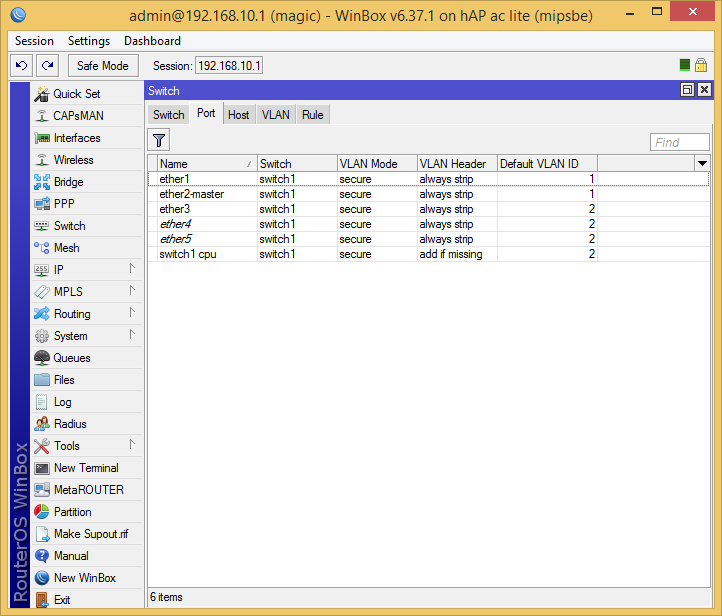 admin@192.168.10.1 (magic) - WinBox v6.37.1 on hAP ac lite (mipsbe)
Session Settings Dashboard
Safe Mode Session: 192.168.10.1
RouterOS WinBox
Quick Set
CAPsMAN
Interfaces
Wireless
Bridge
PPP
Switch
Mesh
IP
MPLS
Routing
System
Queues
Files
Log
Radius
Tools
New Terminal
MetaROUTER
Partition
Make Supout.rif
Manual
New WinBox
Exit
Switch
Switch Port Host VLAN Rule
Find
Name Switch VLAN Mode VLAN Header Default VLAN ID
ether1 switch1 secure always strip 1
ether2-master switch1 secure always strip 1
ether3 switch1 secure always strip 2
ether4 switch1 secure always strip 2
ether5 switch1 secure always strip 2
switch1 cpu switch1 secure add if missing 2
6 items